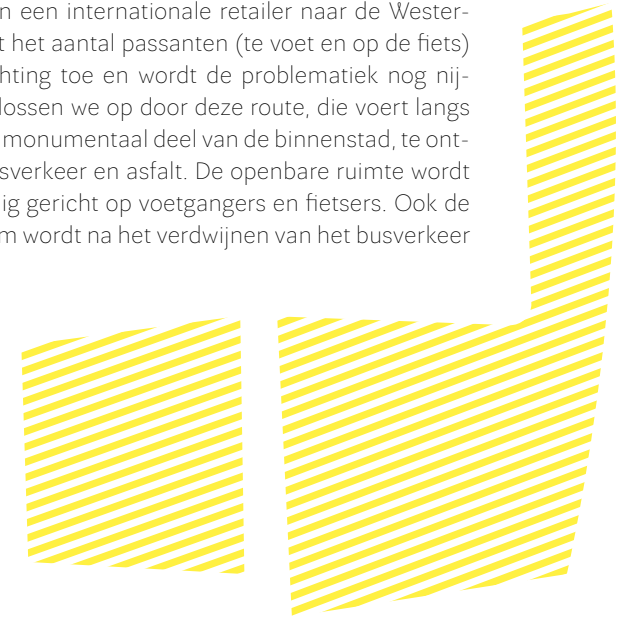 n een internationale retailer naar de Wester-
t het aantal passanten (te voet en op de fiets)
hting toe en wordt de problematiek nog nij-
lossen we op door deze route, die voert langs
monumentaal deel van de binnenstad, te ont-
sverkeer en asfalt. De openbare ruimte wordt
ig gericht op voetgangers en fietsers. Ook de
m wordt na het verdwijnen van het busverkeer